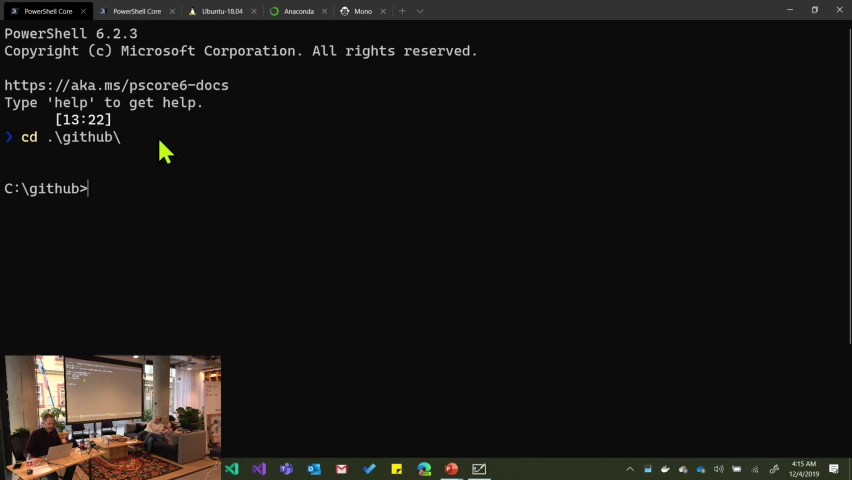 PowerShell Core
PowerShell Core
Ubuntu-18.04
Anaconda
Mono
PowerShell 6.2.3
Copyright (c) Microsoft Corporation. All rights reserved.
https://aka.ms/pscore6-docs
Type 'help' to get help.
[13:22]
❯ cd .\github\
C:\github>
4:15 AM
12/4/2019